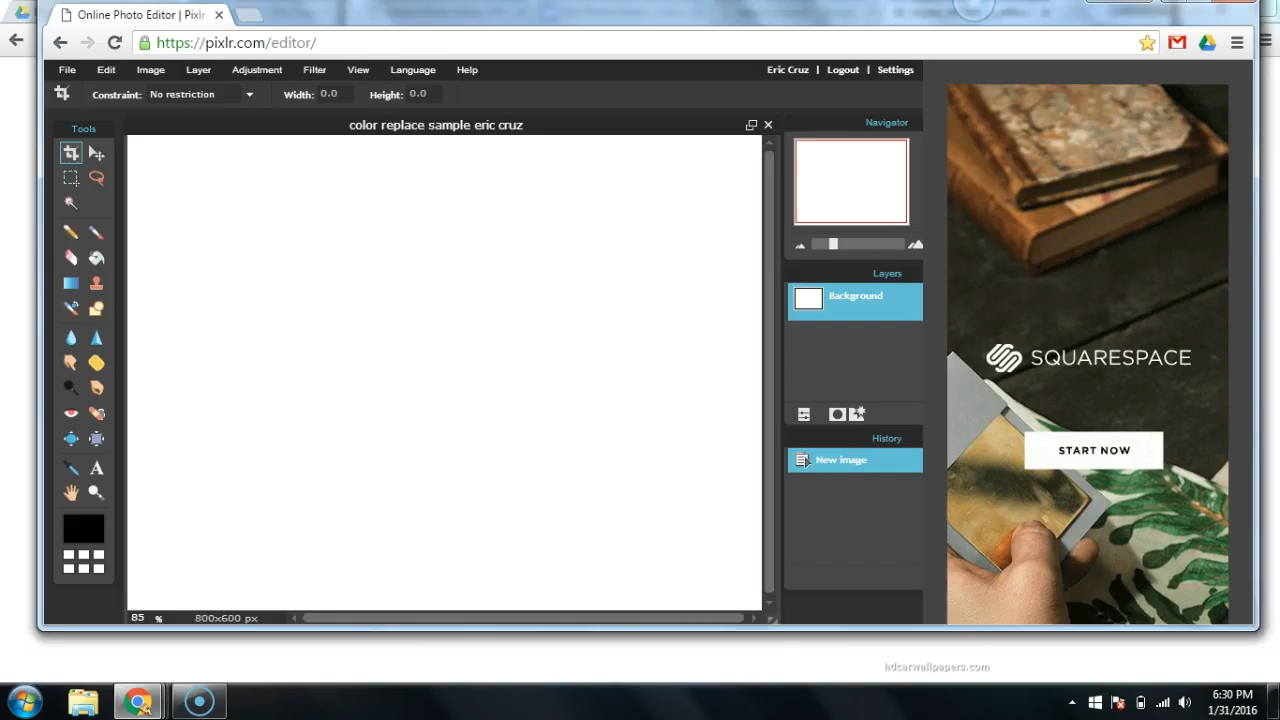 Online Photo Editor | Pixlr
https://pixlr.com/editor/
File Edit Image Layer Adjustment Filter View Language Help
Eric Cruz | Logout | Settings
Constraint: No restriction Width: 0.0 Height: 0.0
Tools
color replace sample eric cruz
Navigator
Layers
Background
History
New image
A
85 % 800x600 px
SQUARESPACE
START NOW
hdcarwallpapers.com
6:30 PM
1/31/2016